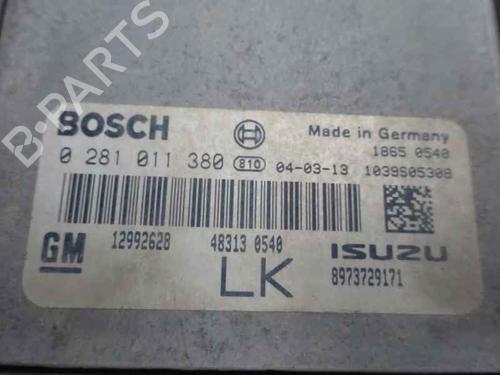 B-PARTS
BOSCH
Made in Germany
0 281 011 380 810 04-03-13
1865 0540
1039S05308
GM
12992628
48313 0540
ISUZU
LK
8973729171